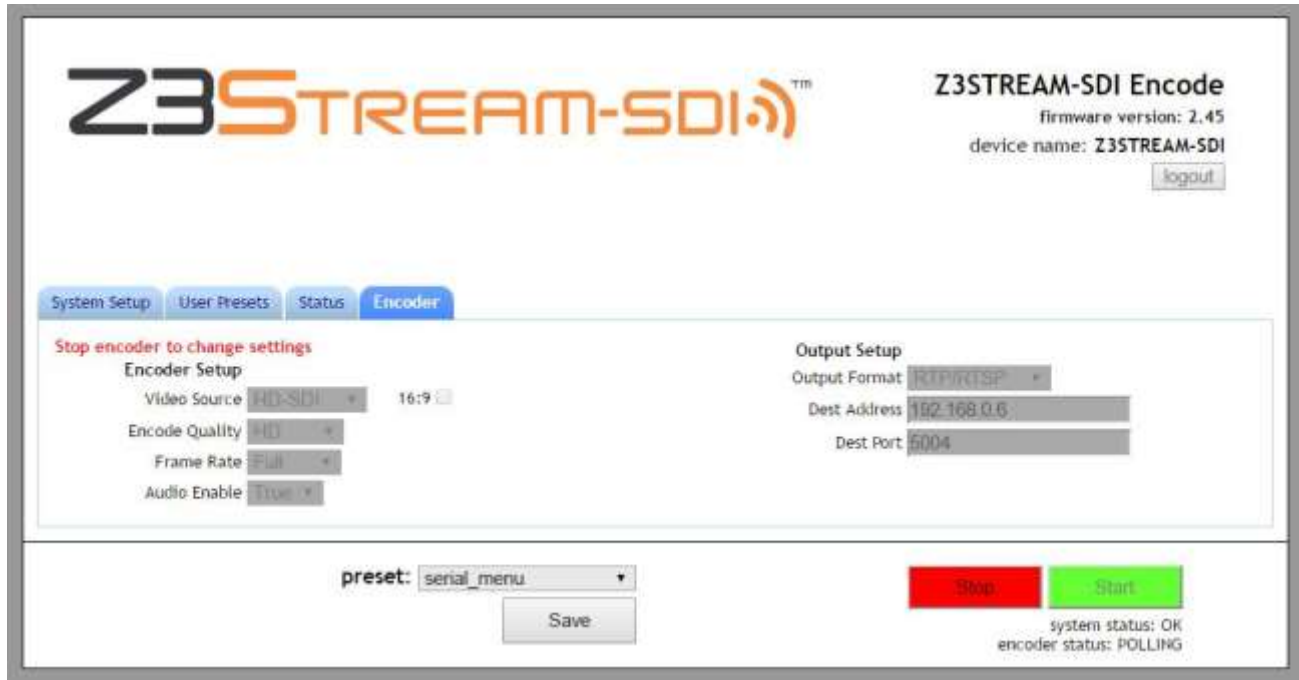 Z3STREAM-SDI ™
Z3STREAM-SDI Encode
firmware version: 2.45
device name: Z3STREAM-SDI
logout
System Setup User Presets Status Encoder
Stop encoder to change settings
Encoder Setup
Video Source HD-SDI 16:9
Encode Quality HD
Frame Rate Full
Audio Enable True
Output Setup
Output Format RTP/RTSP
Dest Address 192.168.0.6
Dest Port 5004
preset: serial_menu
Save
Stop Start
system status: OK
encoder status: POLLING